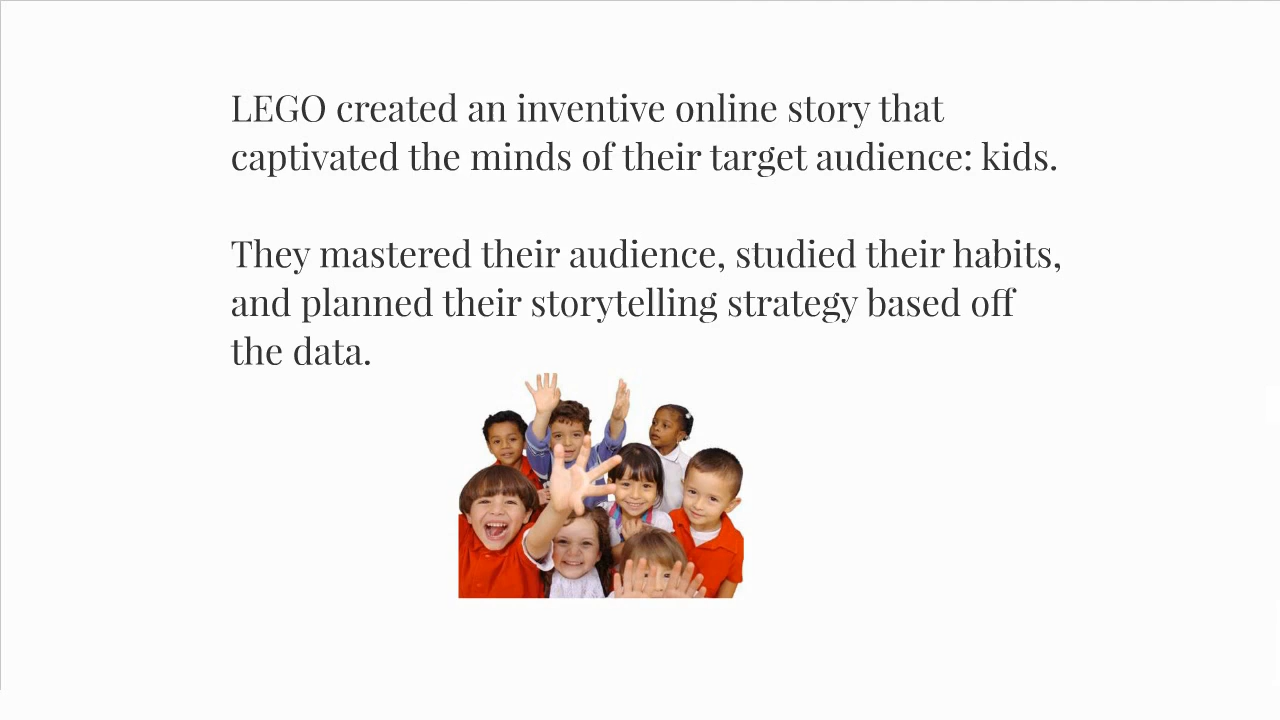 LEGO created an inventive online story that
captivated the minds of their target audience: kids.
They mastered their audience, studied their habits,
and planned their storytelling strategy based off
the data.